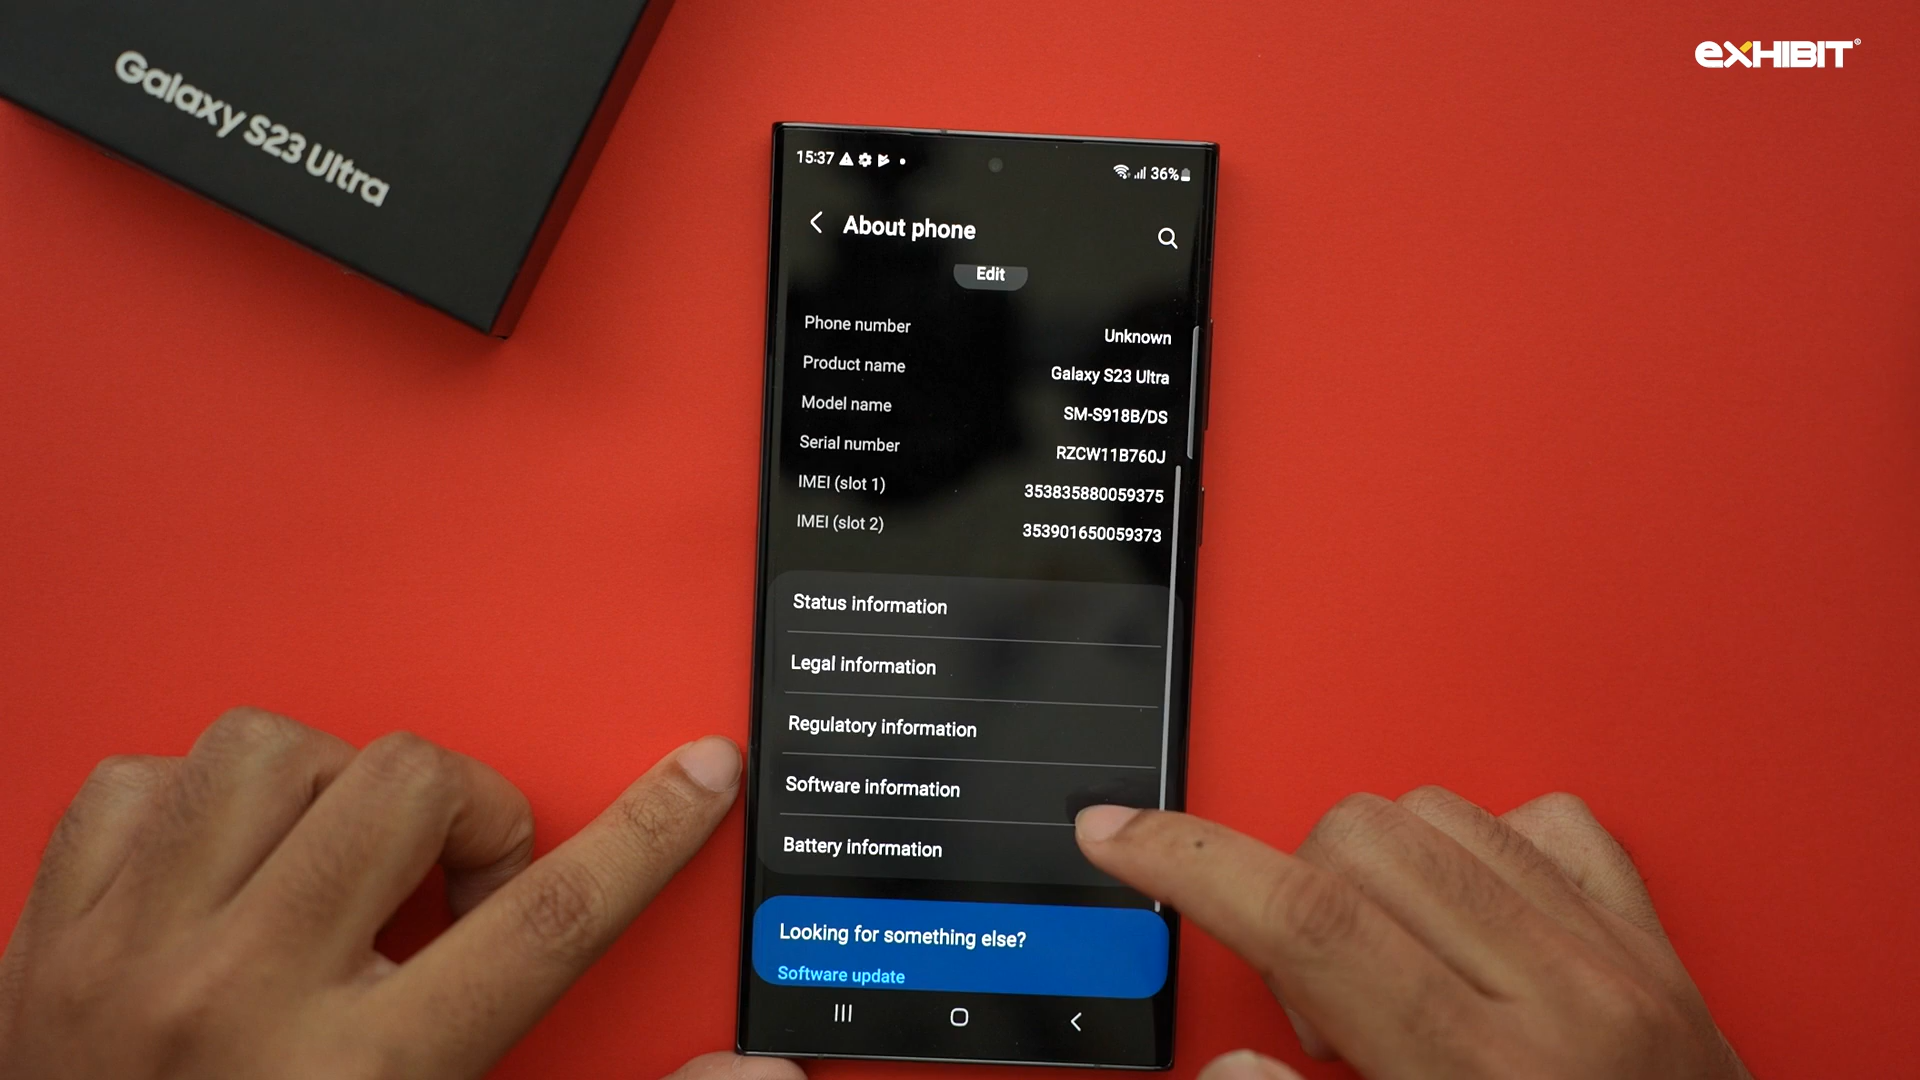 Galaxy S23 Ultra
eXHIBIT®
15:37
36%
About phone
Edit
Phone number Unknown
Product name Galaxy S23 Ultra
Model name SM-S918B/DS
Serial number RZCW11B760J
IMEI (slot 1) 353835880059375
IMEI (slot 2) 353901650059373
Status information
Legal information
Regulatory information
Software information
Battery information
Looking for something else?
Software update